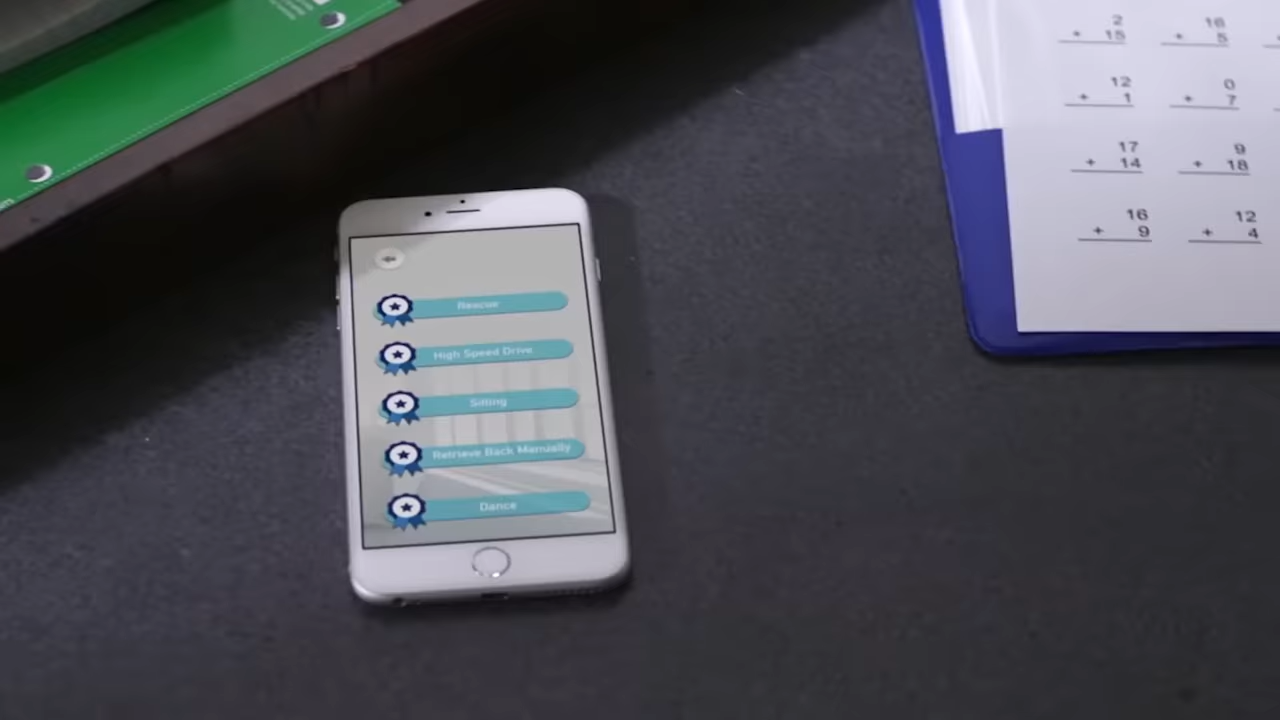 Rescue
High Speed Drive
Sitting
Retrieve Back Manually
Dance
2 16
+ 15 + 5
12 0
+ 1 + 7
17 9
+ 14 + 18
16 12
+ 9 + 4